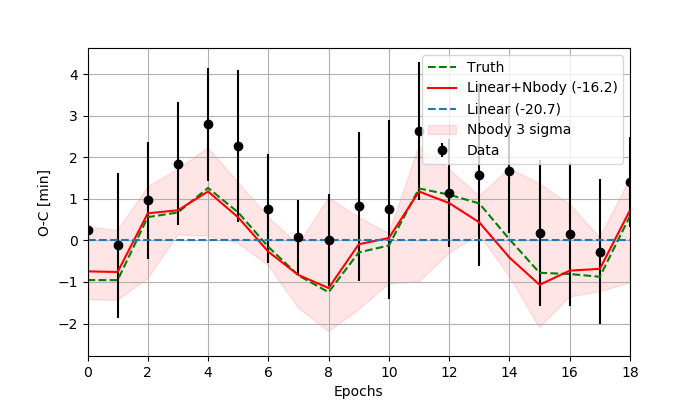 Truth
Linear+Nbody (-16.2)
Linear (-20.7)
Nbody 3 sigma
Data
O-C [min]
4
3
2
1
0
−1
−2
0 2 4 6 8 10 12 14 16 18
Epochs